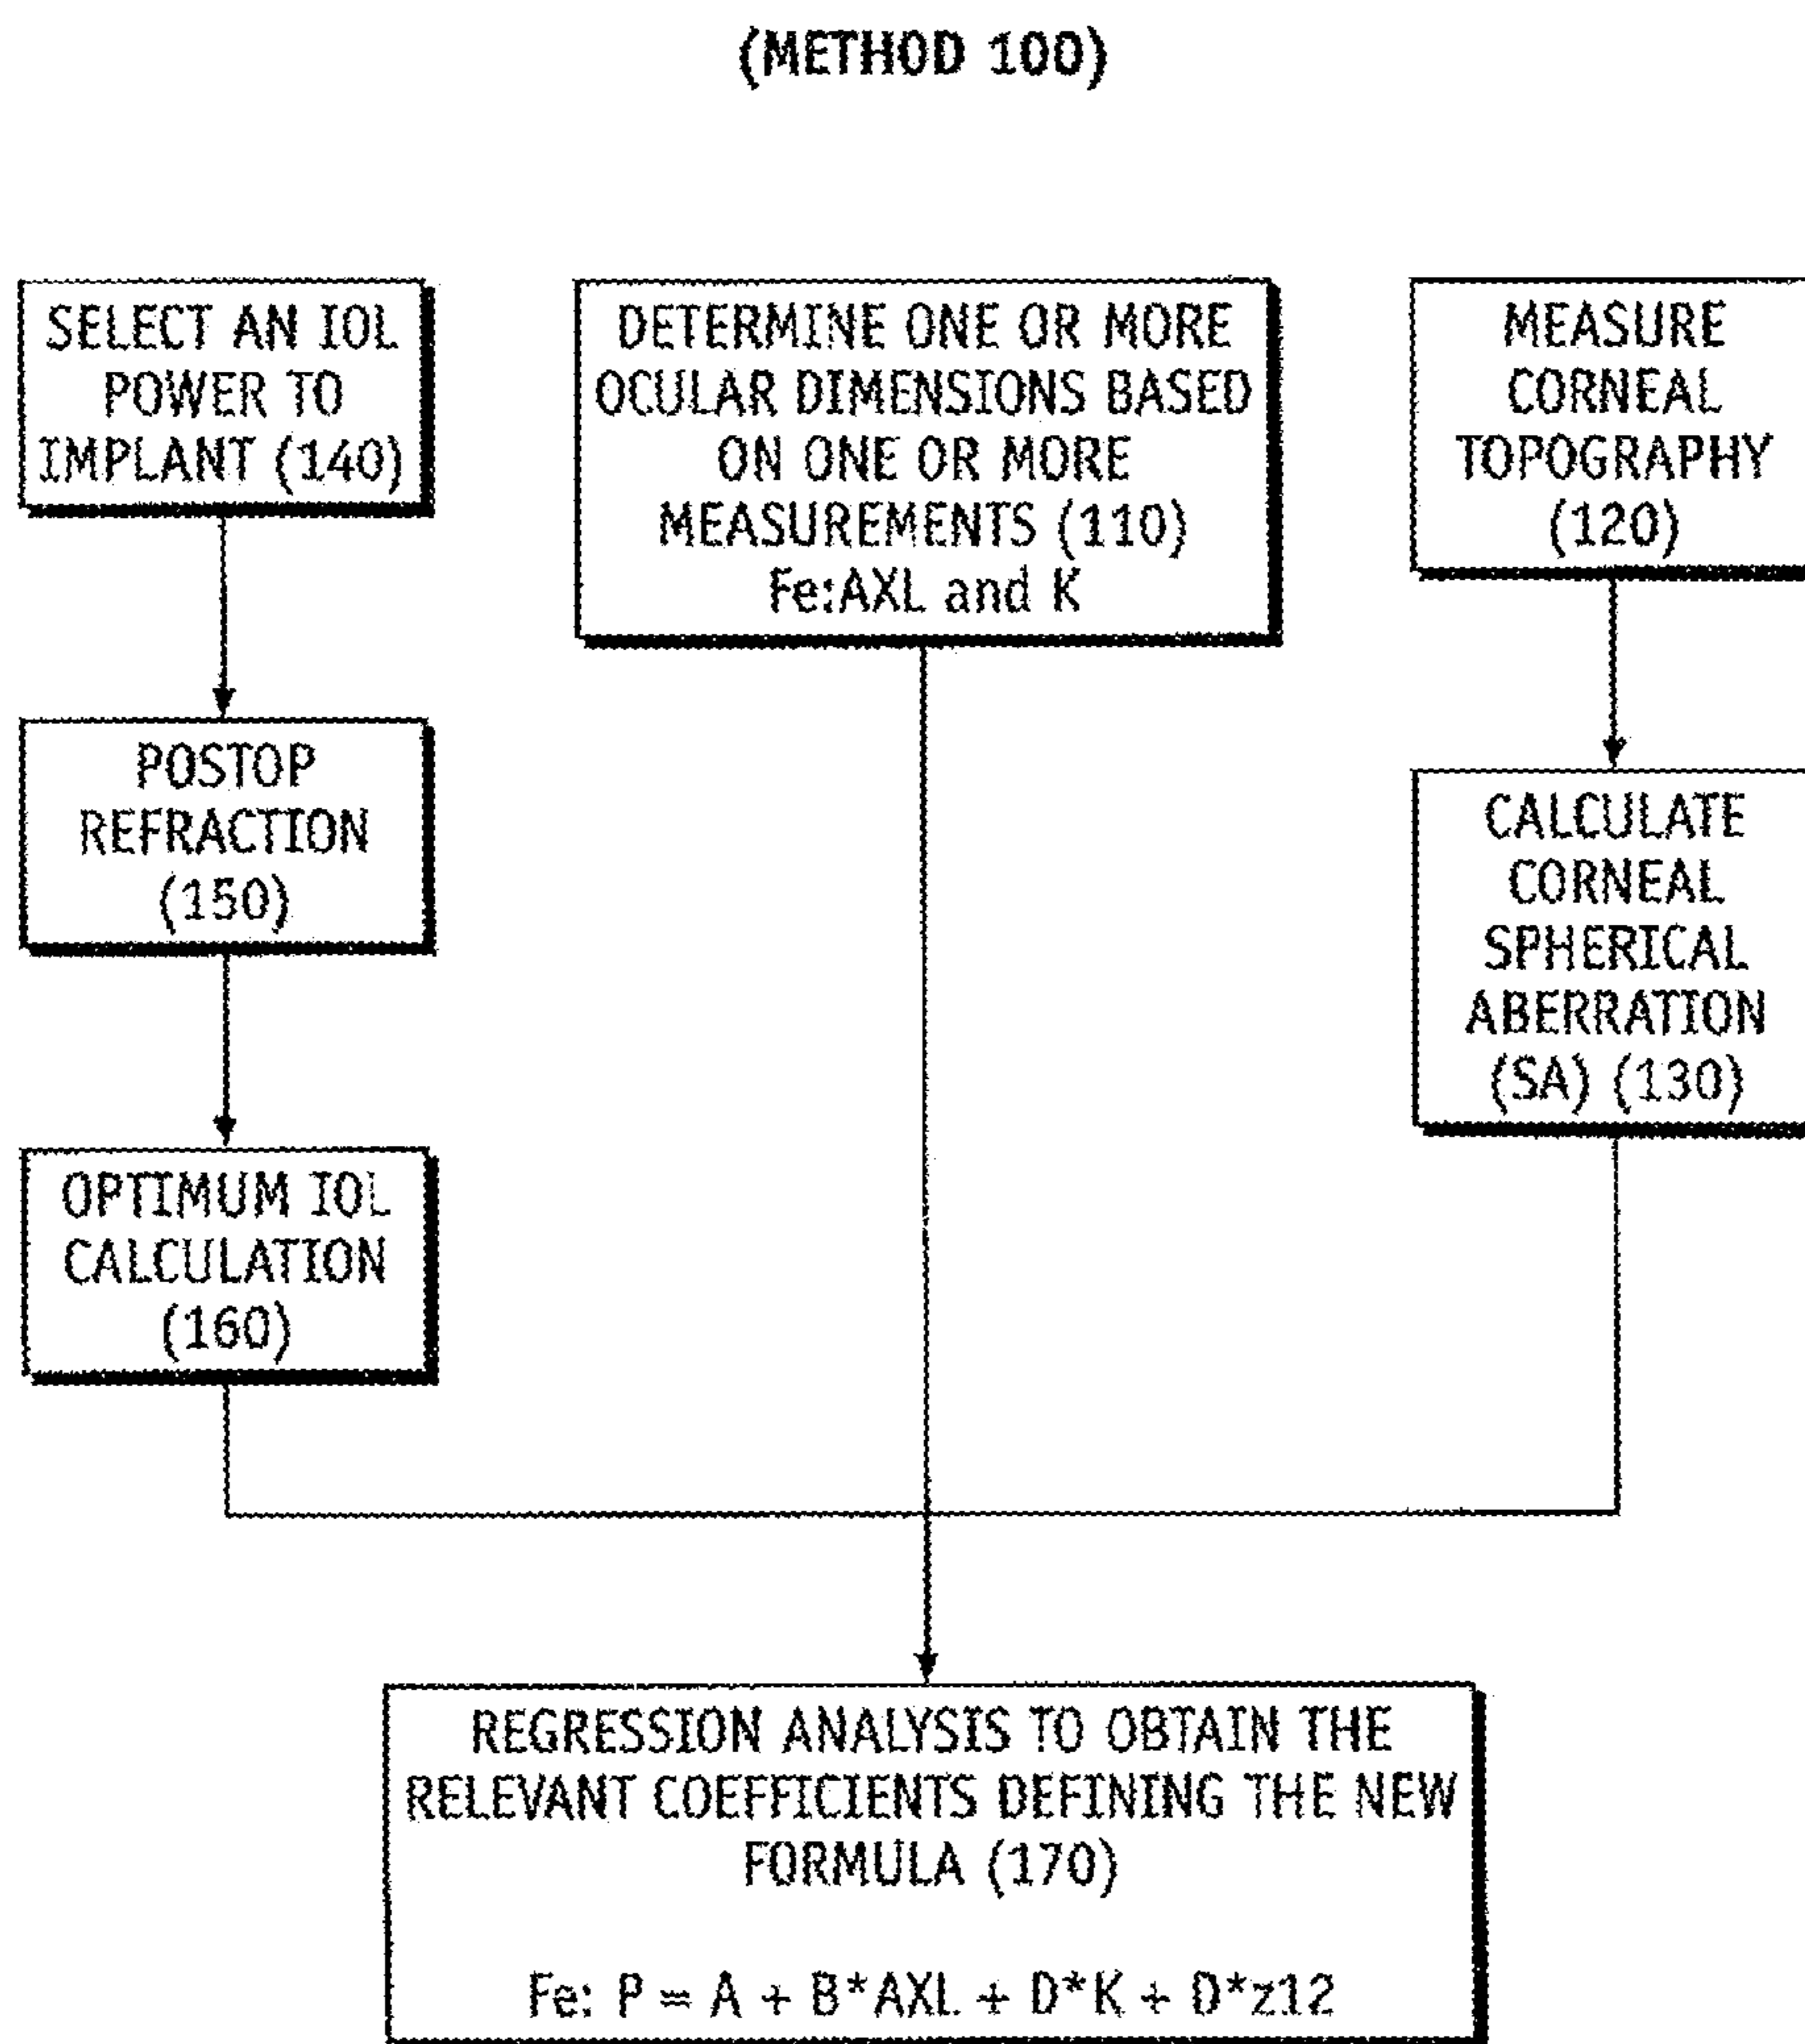 (METHOD 100)
SELECT AN IOL
POWER TO
IMPLANT (140)
POSTOP
REFRACTION
(150)
OPTIMUM IOL
CALCULATION
(160)
DETERMINE ONE OR MORE
OCULAR DIMENSIONS BASED
ON ONE OR MORE
MEASUREMENTS (110)
Fe:AXL and K
MEASURE
CORNEAL
TOPOGRAPHY
(120)
CALCULATE
CORNEAL
SPHERICAL
ABERRATION
(SA) (130)
REGRESSION ANALYSIS TO OBTAIN THE
RELEVANT COEFFICIENTS DEFINING THE NEW
FORMULA (170)
Fe: P = A + B*AXL + D*K + D*z12